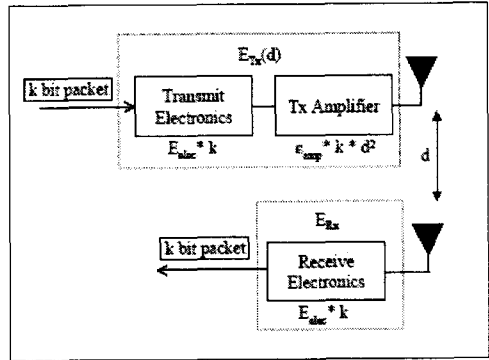 E_Tx(d)
k bit packet
Transmit
Electronics
Tx Amplifier
E_elec * k
ε_amp * k * d²
d
E_Rx
k bit packet
Receive
Electronics
E_elec * k